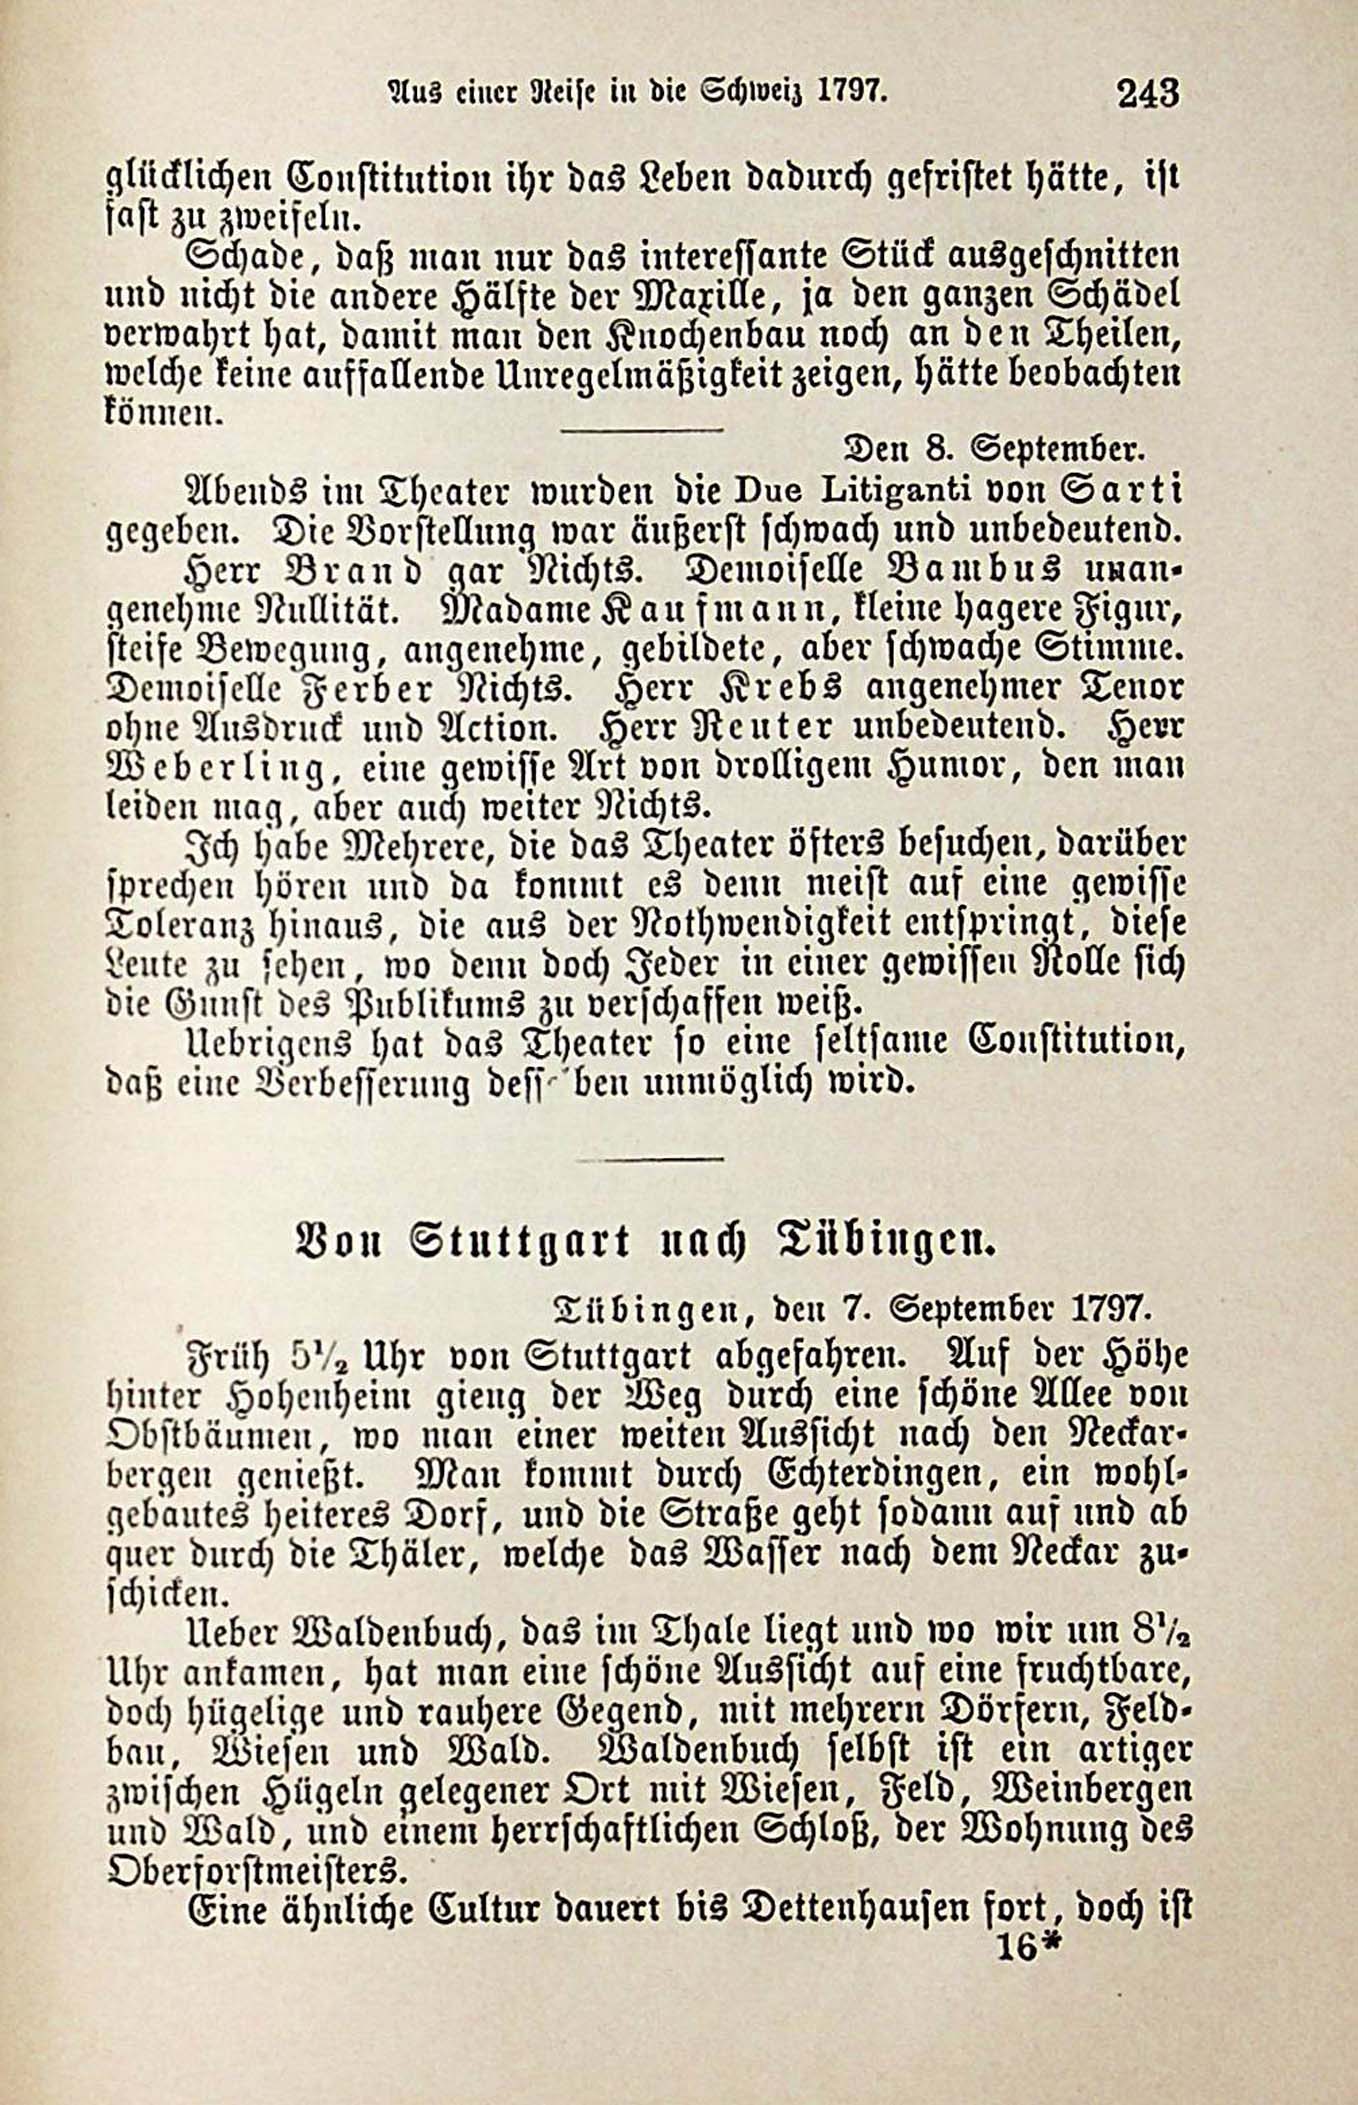 Aus einer Reise in die Schweiz 1797. 243
glücklichen Constitution ihr das Leben dadurch gefristet hätte, ist
fast zu zweifeln.
Schade, daß man nur das interessante Stück ausgeschnitten
und nicht die andere Hälfte der Maxille, ja den ganzen Schädel
verwahrt hat, damit man den Knochenbau noch an den Theilen,
welche keine auffallende Unregelmäßigkeit zeigen, hätte beobachten
können.
Den 8. September.
Abends im Theater wurden die Due Litiganti von Sarti
gegeben. Die Vorstellung war äußerst schwach und unbedeutend.
Herr Brand gar Nichts. Demoiselle Bambus unan-
genehme Nullität. Madame Kaufmann, kleine hagere Figur,
steife Bewegung, angenehme, gebildete, aber schwache Stimme.
Demoiselle Ferber Nichts. Herr Krebs angenehmer Tenor
ohne Ausdruck und Action. Herr Reuter unbedeutend. Herr
Weberling, eine gewisse Art von drolligem Humor, den man
leiden mag, aber auch weiter Nichts.
Ich habe Mehrere, die das Theater öfters besuchen, darüber
sprechen hören und da kommt es denn meist auf eine gewisse
Toleranz hinaus, die aus der Nothwendigkeit entspringt, diese
Leute zu sehen, wo denn doch Jeder in einer gewissen Rolle sich
die Gunst des Publikums zu verschaffen weiß.
Uebrigens hat das Theater so eine seltsame Constitution,
daß eine Verbesserung desselben unmöglich wird.
Von Stuttgart nach Tübingen.
Tübingen, den 7. September 1797.
Früh 5½ Uhr von Stuttgart abgefahren. Auf der Höhe
hinter Hohenheim gieng der Weg durch eine schöne Allee von
Obstbäumen, wo man einer weiten Aussicht nach den Neckar-
bergen genießt. Man kommt durch Echterdingen, ein wohl-
gebautes heiteres Dorf, und die Straße geht sodann auf und ab
quer durch die Thäler, welche das Wasser nach dem Neckar zu-
schicken.
Ueber Waldenbuch, das im Thale liegt und wo wir um 8½
Uhr ankamen, hat man eine schöne Aussicht auf eine fruchtbare,
doch hügelige und rauhere Gegend, mit mehrern Dörfern, Feld-
bau, Wiesen und Wald. Waldenbuch selbst ist ein artiger
zwischen Hügeln gelegener Ort mit Wiesen, Feld, Weinbergen
und Wald, und einem herrschaftlichen Schloß, der Wohnung des
Oberforstmeisters.
Eine ähnliche Cultur dauert bis Dettenhausen fort, doch ist
16*